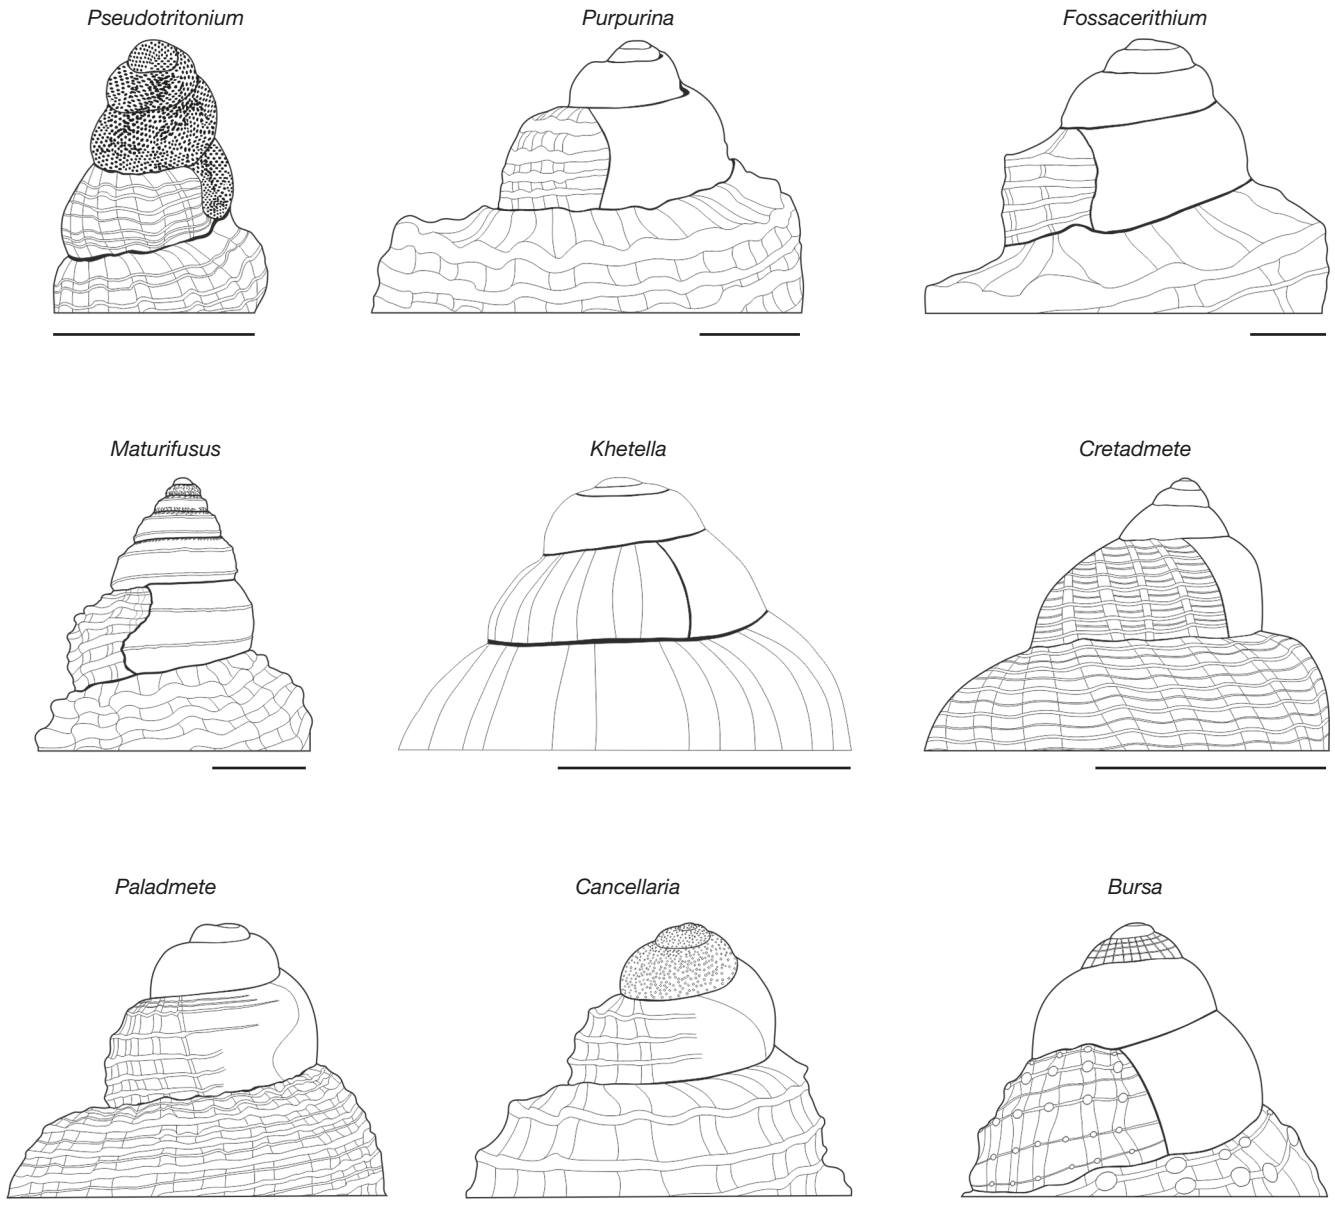 Pseudotritonium
Purpurina
Fossacerithium
Maturifusus
Khetella
Cretadmete
Paladmete
Cancellaria
Bursa